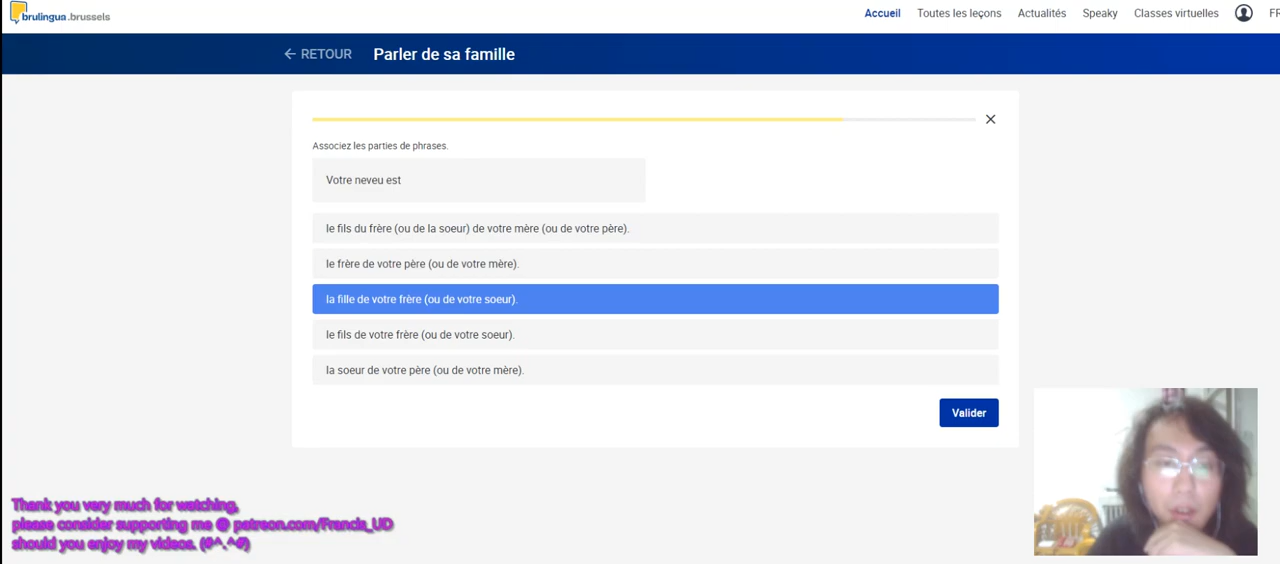 brulingua.brussels
Accueil Toutes les leçons Actualités Speaky Classes virtuelles FR
← RETOUR Parler de sa famille
Associez les parties de phrases.
Votre neveu est
le fils du frère (ou de la soeur) de votre mère (ou de votre père).
le frère de votre père (ou de votre mère).
la fille de votre frère (ou de votre soeur).
le fils de votre frère (ou de votre soeur).
la soeur de votre père (ou de votre mère).
Valider
Thank you very much for watching,
please consider supporting me @ patreon.com/Francis_UD
should you enjoy my videos. (#^.^#)